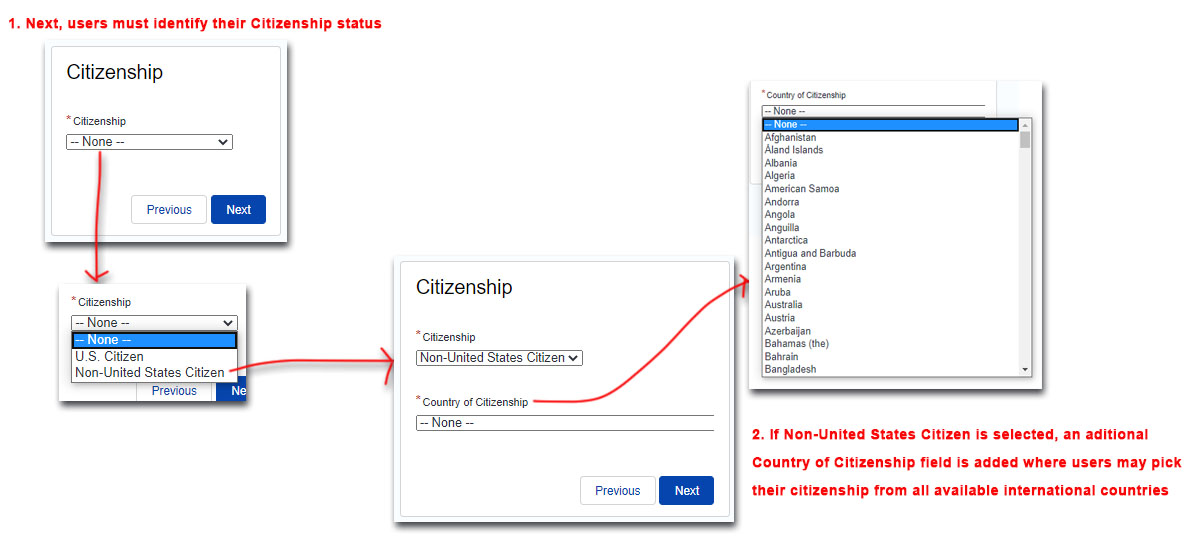 1. Next, users must identify their Citizenship status
Citizenship
* Citizenship
-- None --
Previous
Next
* Citizenship
-- None --
-- None --
U.S. Citizen
Non-United States Citizen
Previous
Ne
Citizenship
* Citizenship
Non-United States Citizen
* Country of Citizenship
-- None --
Previous
Next
* Country of Citizenship
-- None --
-- None --
Afghanistan
Åland Islands
Albania
Algeria
American Samoa
Andorra
Angola
Anguilla
Antarctica
Antigua and Barbuda
Argentina
Armenia
Aruba
Australia
Austria
Azerbaijan
Bahamas (the)
Bahrain
Bangladesh
2. If Non-United States Citizen is selected, an aditional
Country of Citizenship field is added where users may pick
their citizenship from all available international countries